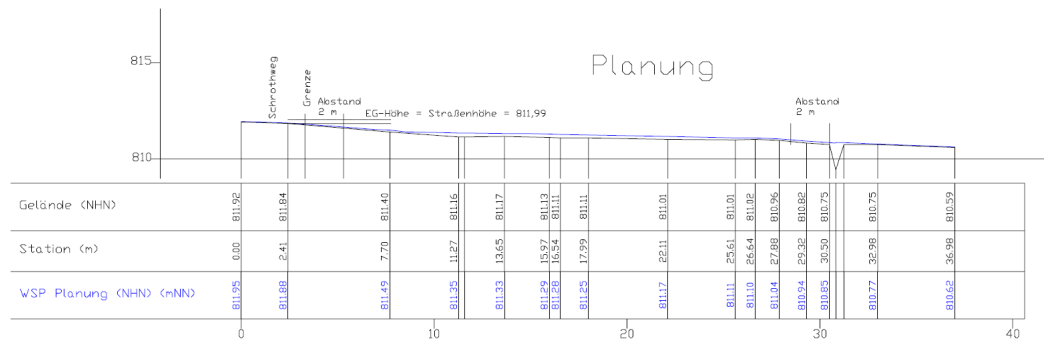 815
Planung
Schrothweg
Grenze
Abstand
2 m
EG-Höhe = Straßenhöhe = 811,99
Abstand
2 m
810
Gelände (NHN) 811.92 811.84 811.40 811.16 811.17 811.13 811.11 811.11 811.01 811.01 811.02 810.96 810.82 810.75 810.75 810.59
Station (m) 0.00 2.41 7.70 11.27 13.65 15.97 16.54 17.99 22.11 25.61 26.64 27.88 29.32 30.50 32.98 36.98
WSP Planung (NHN) (mNN) 811.95 811.88 811.49 811.35 811.33 811.29 811.28 811.25 811.17 811.11 811.10 811.04 810.94 810.85 810.77 810.62
0 10 20 30 40